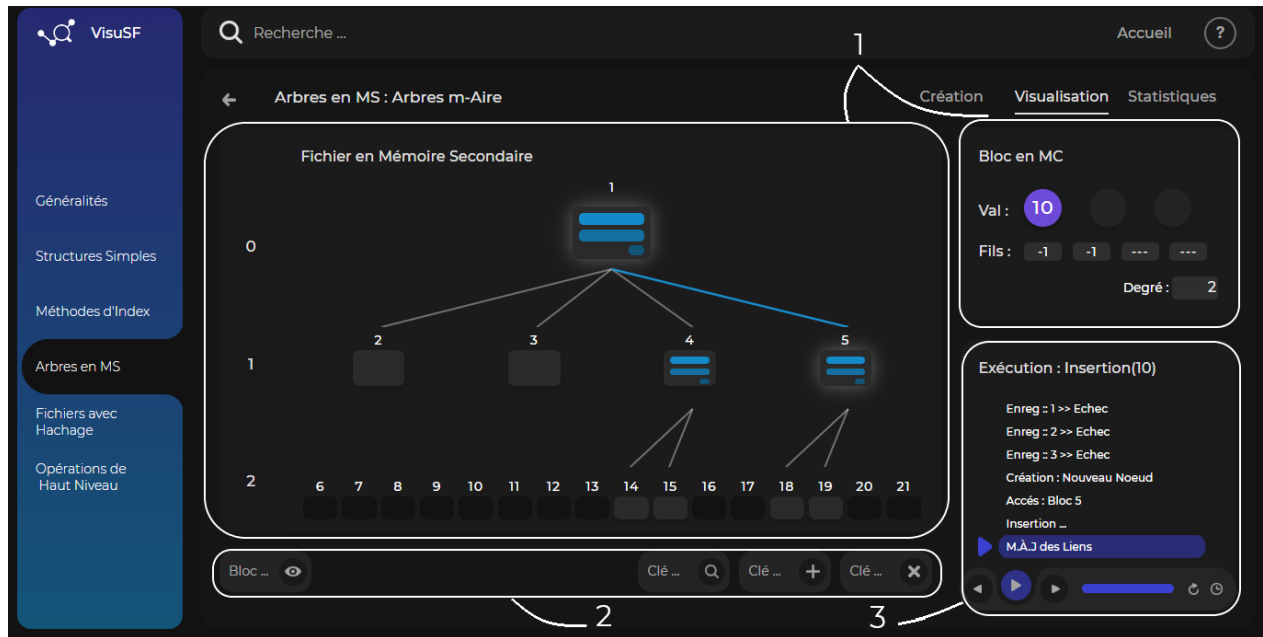 VisuSF
Recherche ...
Accueil
?
1
Arbres en MS : Arbres m-Aire
Création
Visualisation
Statistiques
Généralités
Structures Simples
Méthodes d'Index
Arbres en MS
Fichiers avec
Hachage
Opérations de
Haut Niveau
Fichier en Mémoire Secondaire
1
0
2 3 4 5
1
2
6 7 8 9 10 11 12 13 14 15 16 17 18 19 20 21
Bloc en MC
Val : 10
Fils : -1 -1 --- ---
Degré : 2
Exécution : Insertion(10)
Enreg :: 1 >> Echec
Enreg :: 2 >> Echec
Enreg :: 3 >> Echec
Création : Nouveau Noeud
Accés : Bloc 5
Insertion ...
M.À.J des Liens
Bloc ...
Clé ...
Clé ...
Clé ...
2
3